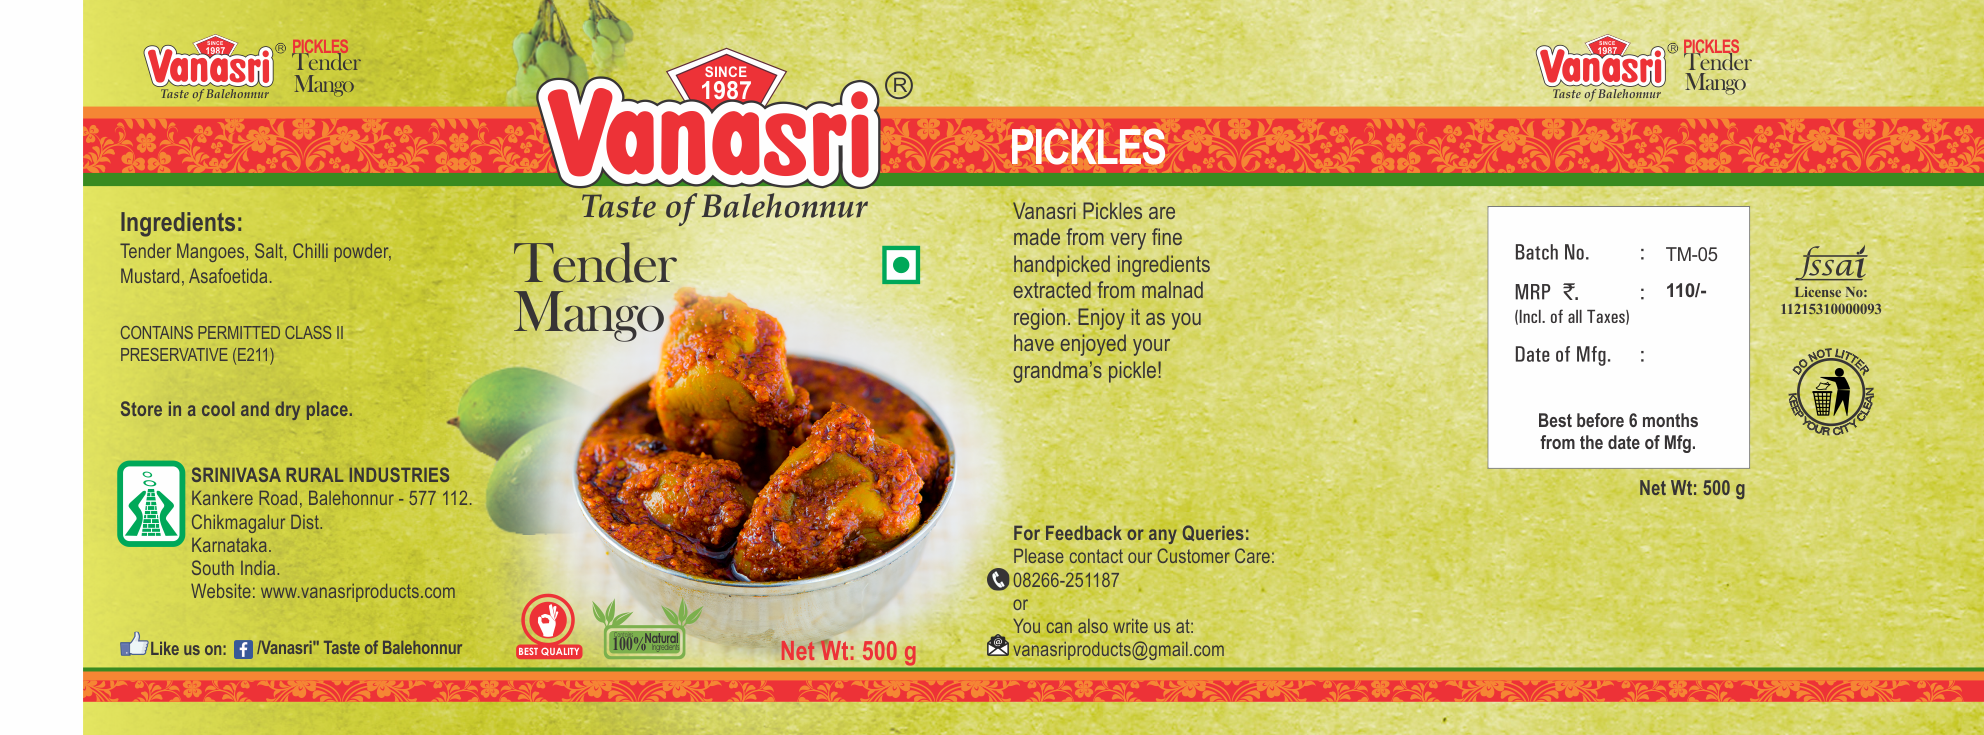 SINCE
1987
Vanasri ®
Taste of Balehonnur
PICKLES
Tender
Mango
Ingredients:
Tender Mangoes, Salt, Chilli powder,
Mustard, Asafoetida.
CONTAINS PERMITTED CLASS II
PRESERVATIVE (E211)
Store in a cool and dry place.
SRINIVASA RURAL INDUSTRIES
Kankere Road, Balehonnur - 577 112.
Chikmagalur Dist.
Karnataka.
South India.
Website: www.vanasriproducts.com
Like us on: f /Vanasri" Taste of Balehonnur
SINCE
1987
Vanasri ®
Taste of Balehonnur
Tender
Mango
BEST QUALITY
100% Natural
Ingredients
Net Wt: 500 g
PICKLES
Vanasri Pickles are
made from very fine
handpicked ingredients
extracted from malnad
region. Enjoy it as you
have enjoyed your
grandma's pickle!
For Feedback or any Queries:
Please contact our Customer Care:
08266-251187
or
You can also write us at:
@ vanasriproducts@gmail.com
SINCE
1987
Vanasri ®
Taste of Balehonnur
PICKLES
Tender
Mango
Batch No. : TM-05
MRP ₹. : 110/-
(Incl. of all Taxes)
Date of Mfg. :
Best before 6 months
from the date of Mfg.
Net Wt: 500 g
fssai
License No:
11215310000093
DO NOT LITTER
KEEP YOUR CITY CLEAN